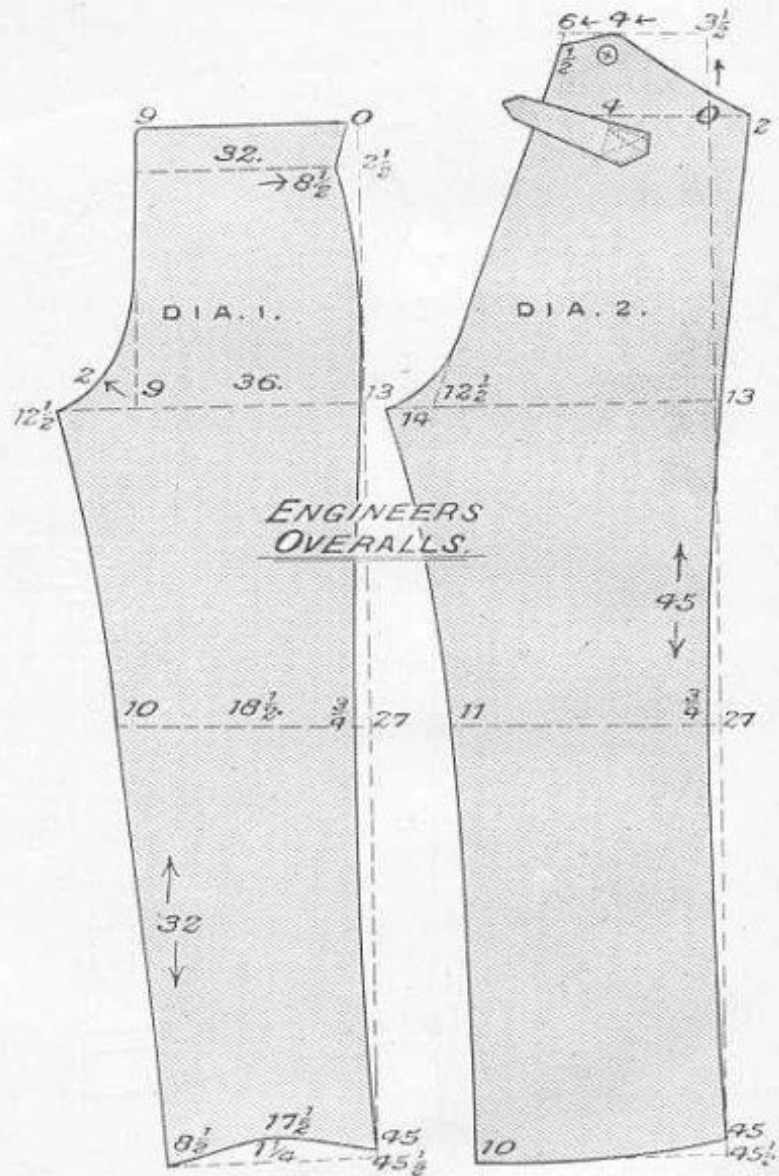 6 ← 4 ← 3½
½
9 0
4 0 2
32.
2½
→ 8½
DIA. 1.
DIA. 2.
2
9 36. 13
12½
12½ 13
14
ENGINEERS
OVERALLS.
45
10 18½. ¾ 27
11 ¾ 27
32
17½
8½ 1¼ 45
45½
10 45
45½